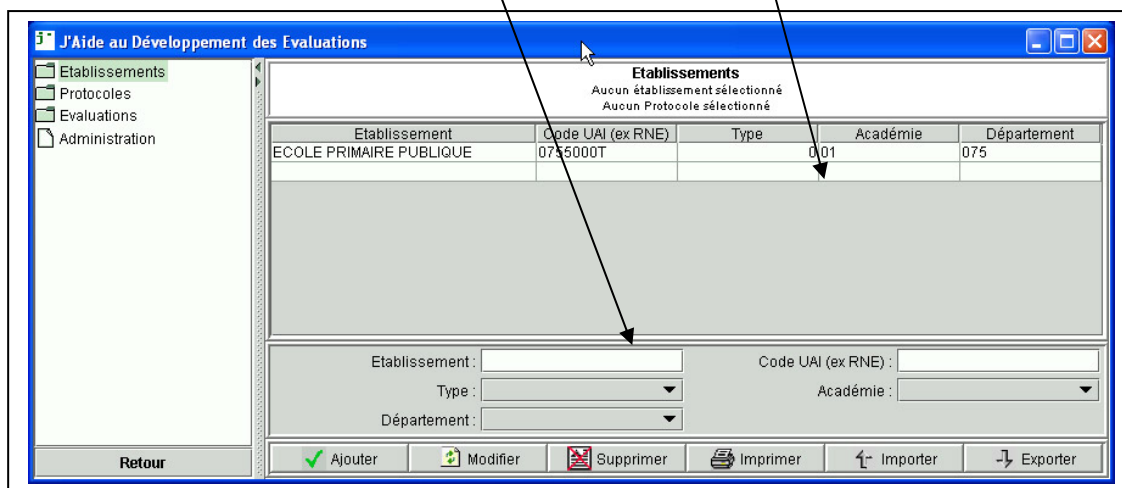 J'Aide au Développement des Evaluations
Etablissements
Protocoles
Evaluations
Administration
Retour
Etablissements
Aucun établissement sélectionné
Aucun Protocole sélectionné
Etablissement Code UAI (ex RNE) Type Académie Département
ECOLE PRIMAIRE PUBLIQUE 0755000T 0 01 075
Etablissement : Code UAI (ex RNE) :
Type : Académie :
Département :
Ajouter Modifier Supprimer Imprimer Importer Exporter